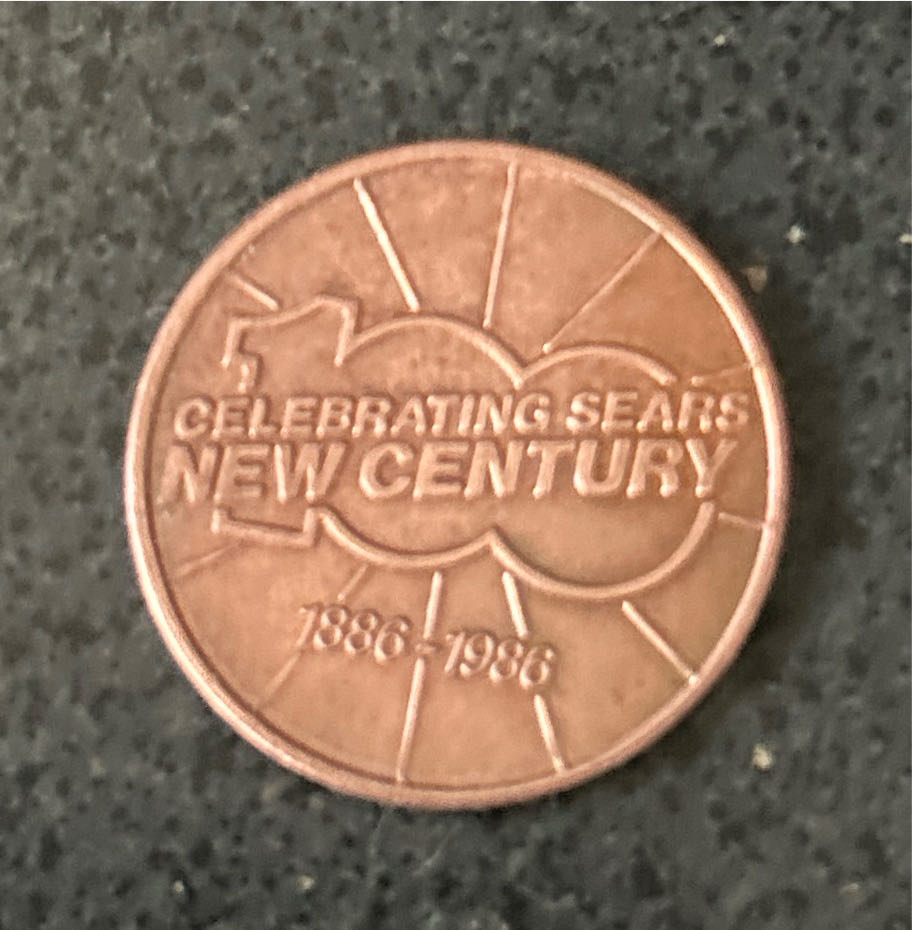 100
CELEBRATING SEARS
NEW CENTURY
1886-1986